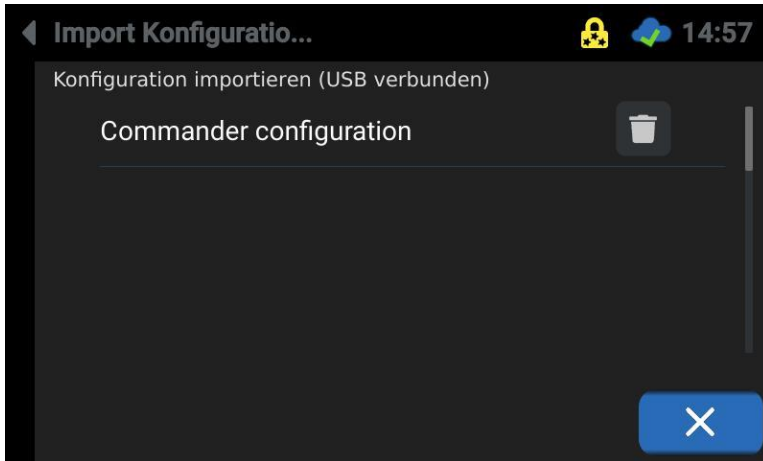 Import Konfiguratio... 14:57
Konfiguration importieren (USB verbunden)
Commander configuration